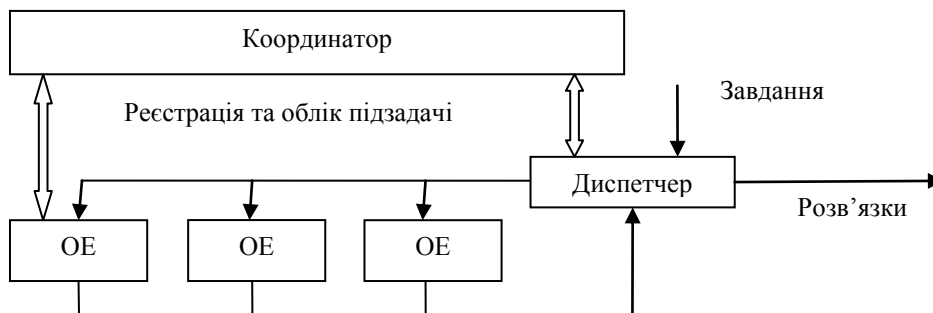 Координатор
Завдання
Реєстрація та облік підзадачі
Диспетчер
Розв’язки
ОЕ
ОЕ
ОЕ